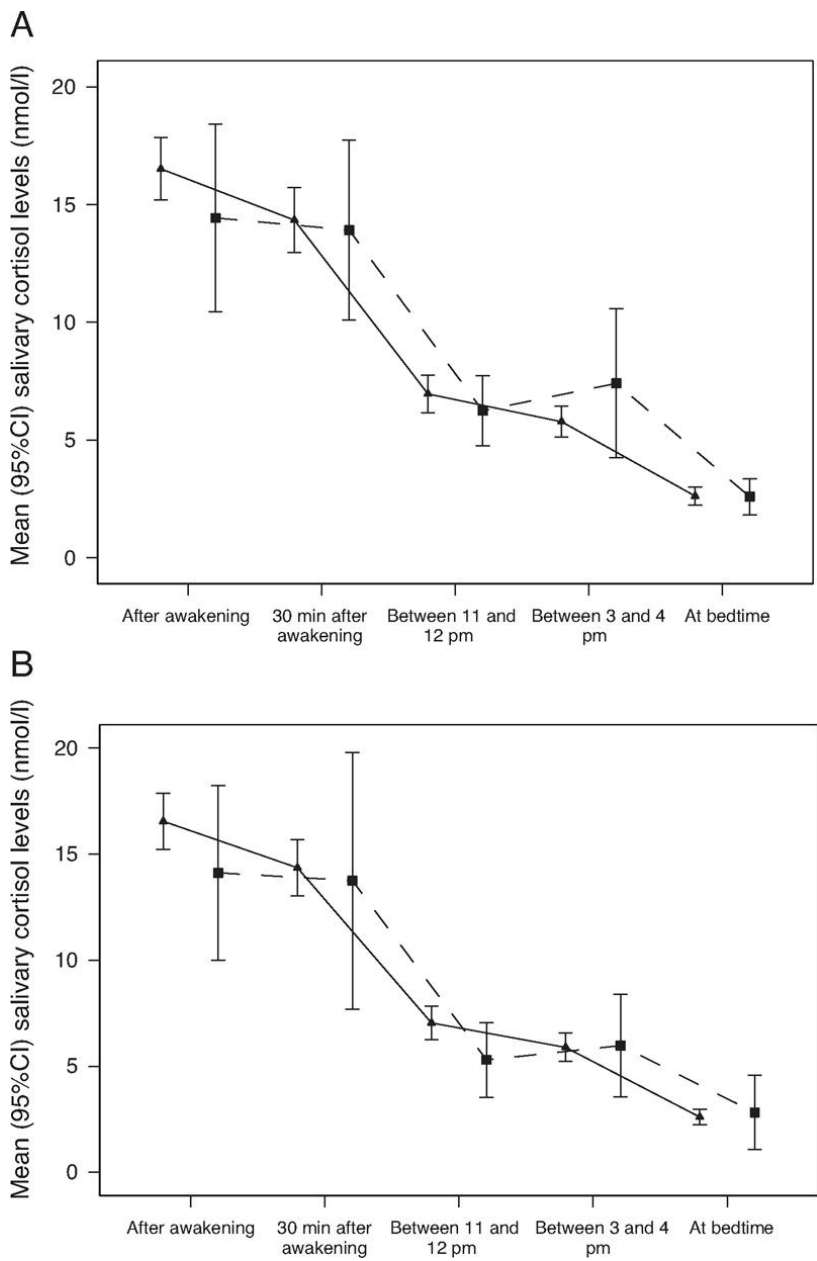 A
Mean (95%CI) salivary cortisol levels (nmol/l)
20
15
10
5
0
After awakening
30 min after
awakening
Between 11 and
12 pm
Between 3 and 4
pm
At bedtime
B
Mean (95%CI) salivary cortisol levels (nmol/l)
20
15
10
5
0
After awakening
30 min after
awakening
Between 11 and
12 pm
Between 3 and 4
pm
At bedtime